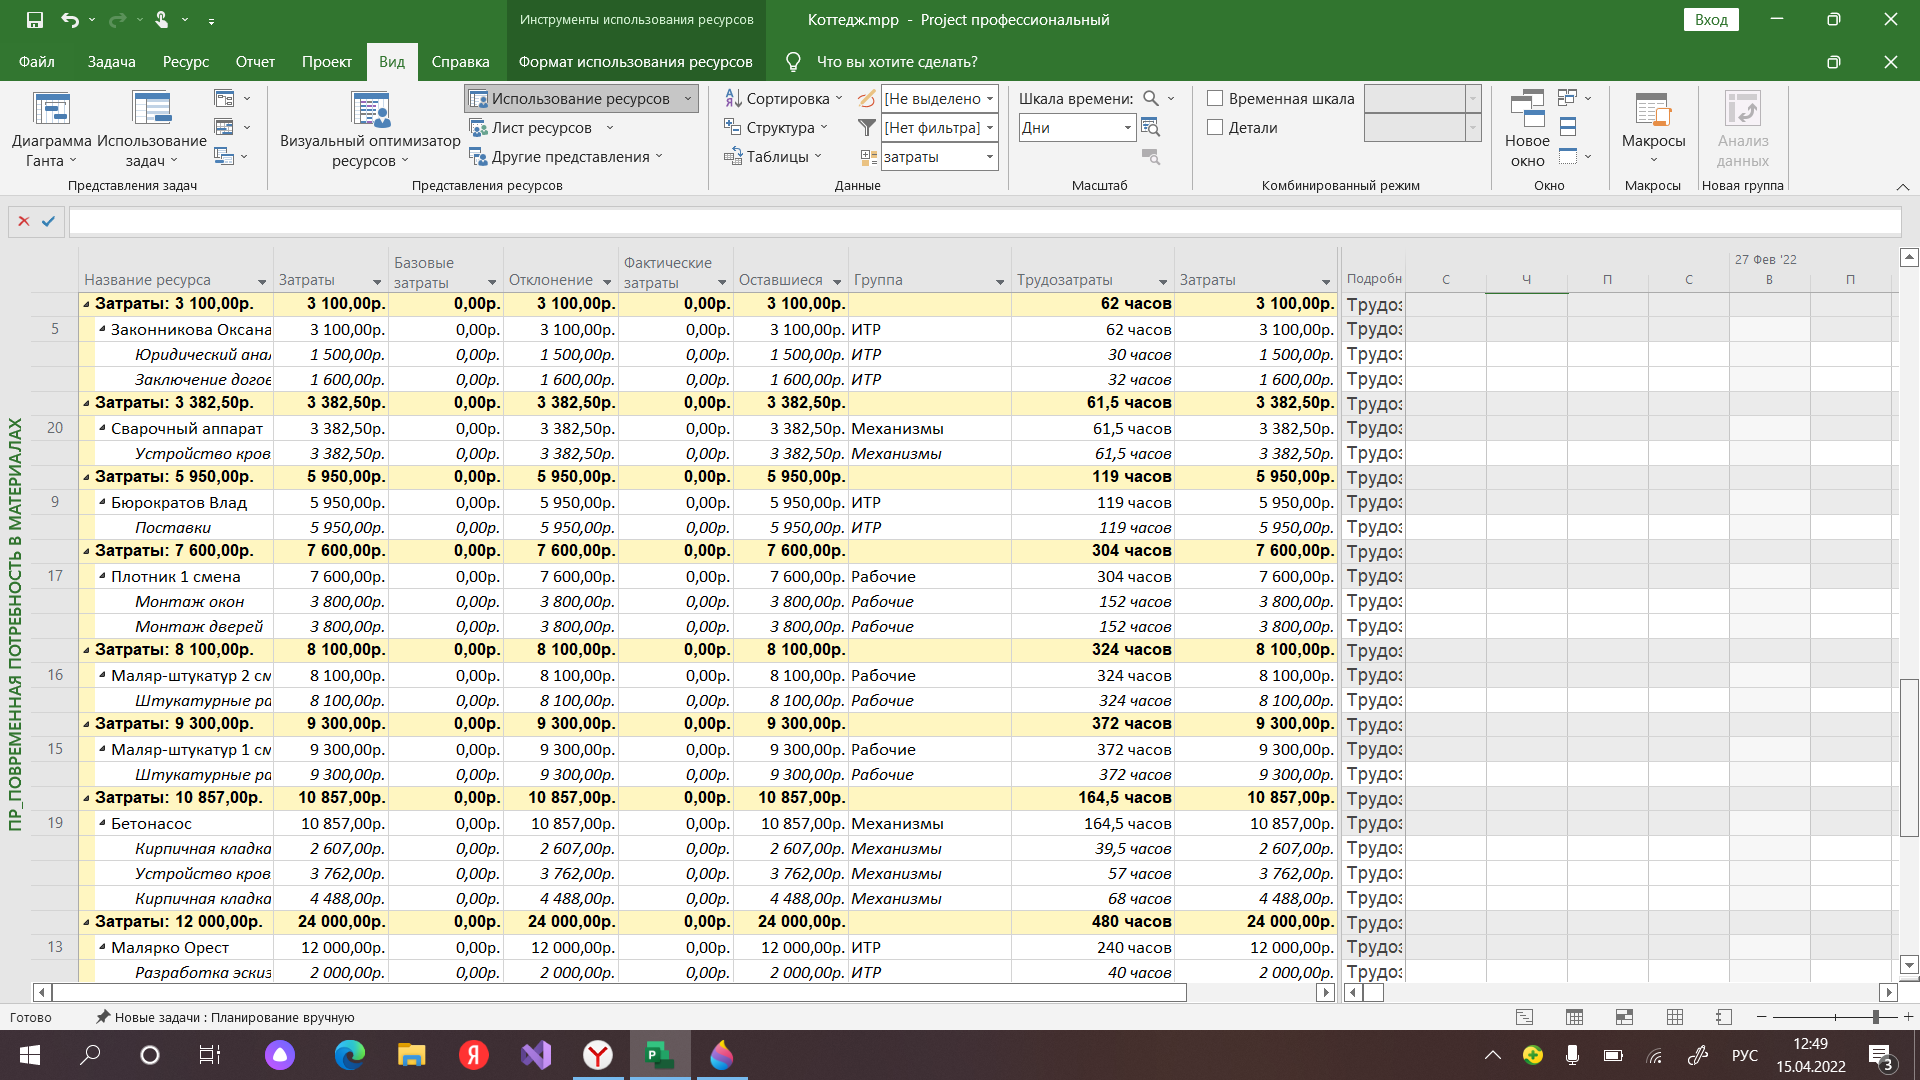 Инструменты использования ресурсов
Коттедж.mpp - Project профессиональный
Вход
Файл Задача Ресурс Отчет Проект Вид Справка Формат использования ресурсов Что вы хотите сделать?
Диаграмма Ганта
Использование задач
Представления задач
Визуальный оптимизатор ресурсов
Использование ресурсов
Лист ресурсов
Другие представления
Представления ресурсов
Сортировка
Структура
Таблицы
[Не выделено
[Нет фильтра]
затраты
Данные
Шкала времени:
Дни
Масштаб
Временная шкала
Детали
Комбинированный режим
Новое окно
Окно
Макросы
Макросы
Анализ данных
Новая группа
ПР_ПОВРЕМЕННАЯ ПОТРЕБНОСТЬ В МАТЕРИАЛАХ
Название ресурса Затраты Базовые затраты Отклонение Фактические затраты Оставшиеся Группа Трудозатраты Затраты Подробн С Ч П С 27 Фев '22 В П
Затраты: 3 100,00р. 3 100,00р. 0,00р. 3 100,00р. 0,00р. 3 100,00р. 62 часов 3 100,00р. Трудоз
5 Законникова Оксана 3 100,00р. 0,00р. 3 100,00р. 0,00р. 3 100,00р. ИТР 62 часов 3 100,00р. Трудоз
Юридический анал 1 500,00р. 0,00р. 1 500,00р. 0,00р. 1 500,00р. ИТР 30 часов 1 500,00р. Трудоз
Заключение догов 1 600,00р. 0,00р. 1 600,00р. 0,00р. 1 600,00р. ИТР 32 часов 1 600,00р. Трудоз
Затраты: 3 382,50р. 3 382,50р. 0,00р. 3 382,50р. 0,00р. 3 382,50р. 61,5 часов 3 382,50р. Трудоз
20 Сварочный аппарат 3 382,50р. 0,00р. 3 382,50р. 0,00р. 3 382,50р. Механизмы 61,5 часов 3 382,50р. Трудоз
Устройство кров 3 382,50р. 0,00р. 3 382,50р. 0,00р. 3 382,50р. Механизмы 61,5 часов 3 382,50р. Трудоз
Затраты: 5 950,00р. 5 950,00р. 0,00р. 5 950,00р. 0,00р. 5 950,00р. 119 часов 5 950,00р. Трудоз
9 Бюрократов Влад 5 950,00р. 0,00р. 5 950,00р. 0,00р. 5 950,00р. ИТР 119 часов 5 950,00р. Трудоз
Поставки 5 950,00р. 0,00р. 5 950,00р. 0,00р. 5 950,00р. ИТР 119 часов 5 950,00р. Трудоз
Затраты: 7 600,00р. 7 600,00р. 0,00р. 7 600,00р. 0,00р. 7 600,00р. 304 часов 7 600,00р. Трудоз
17 Плотник 1 смена 7 600,00р. 0,00р. 7 600,00р. 0,00р. 7 600,00р. Рабочие 304 часов 7 600,00р. Трудоз
Монтаж окон 3 800,00р. 0,00р. 3 800,00р. 0,00р. 3 800,00р. Рабочие 152 часов 3 800,00р. Трудоз
Монтаж дверей 3 800,00р. 0,00р. 3 800,00р. 0,00р. 3 800,00р. Рабочие 152 часов 3 800,00р. Трудоз
Затраты: 8 100,00р. 8 100,00р. 0,00р. 8 100,00р. 0,00р. 8 100,00р. 324 часов 8 100,00р. Трудоз
16 Маляр-штукатур 2 см 8 100,00р. 0,00р. 8 100,00р. 0,00р. 8 100,00р. Рабочие 324 часов 8 100,00р. Трудоз
Штукатурные ра 8 100,00р. 0,00р. 8 100,00р. 0,00р. 8 100,00р. Рабочие 324 часов 8 100,00р. Трудоз
Затраты: 9 300,00р. 9 300,00р. 0,00р. 9 300,00р. 0,00р. 9 300,00р. 372 часов 9 300,00р. Трудоз
15 Маляр-штукатур 1 см 9 300,00р. 0,00р. 9 300,00р. 0,00р. 9 300,00р. Рабочие 372 часов 9 300,00р. Трудоз
Штукатурные ра 9 300,00р. 0,00р. 9 300,00р. 0,00р. 9 300,00р. Рабочие 372 часов 9 300,00р. Трудоз
Затраты: 10 857,00р. 10 857,00р. 0,00р. 10 857,00р. 0,00р. 10 857,00р. 164,5 часов 10 857,00р. Трудоз
19 Бетонасос 10 857,00р. 0,00р. 10 857,00р. 0,00р. 10 857,00р. Механизмы 164,5 часов 10 857,00р. Трудоз
Кирпичная кладка 2 607,00р. 0,00р. 2 607,00р. 0,00р. 2 607,00р. Механизмы 39,5 часов 2 607,00р. Трудоз
Устройство кров 3 762,00р. 0,00р. 3 762,00р. 0,00р. 3 762,00р. Механизмы 57 часов 3 762,00р. Трудоз
Кирпичная кладка 4 488,00р. 0,00р. 4 488,00р. 0,00р. 4 488,00р. Механизмы 68 часов 4 488,00р. Трудоз
Затраты: 12 000,00р. 24 000,00р. 0,00р. 24 000,00р. 0,00р. 24 000,00р. 480 часов 24 000,00р. Трудоз
13 Малярко Орест 12 000,00р. 0,00р. 12 000,00р. 0,00р. 12 000,00р. ИТР 240 часов 12 000,00р. Трудоз
Разработка эскиз 2 000,00р. 0,00р. 2 000,00р. 0,00р. 2 000,00р. ИТР 40 часов 2 000,00р. Трудоз
Готово Новые задачи : Планирование вручную
РУС 12:49
15.04.2022
3